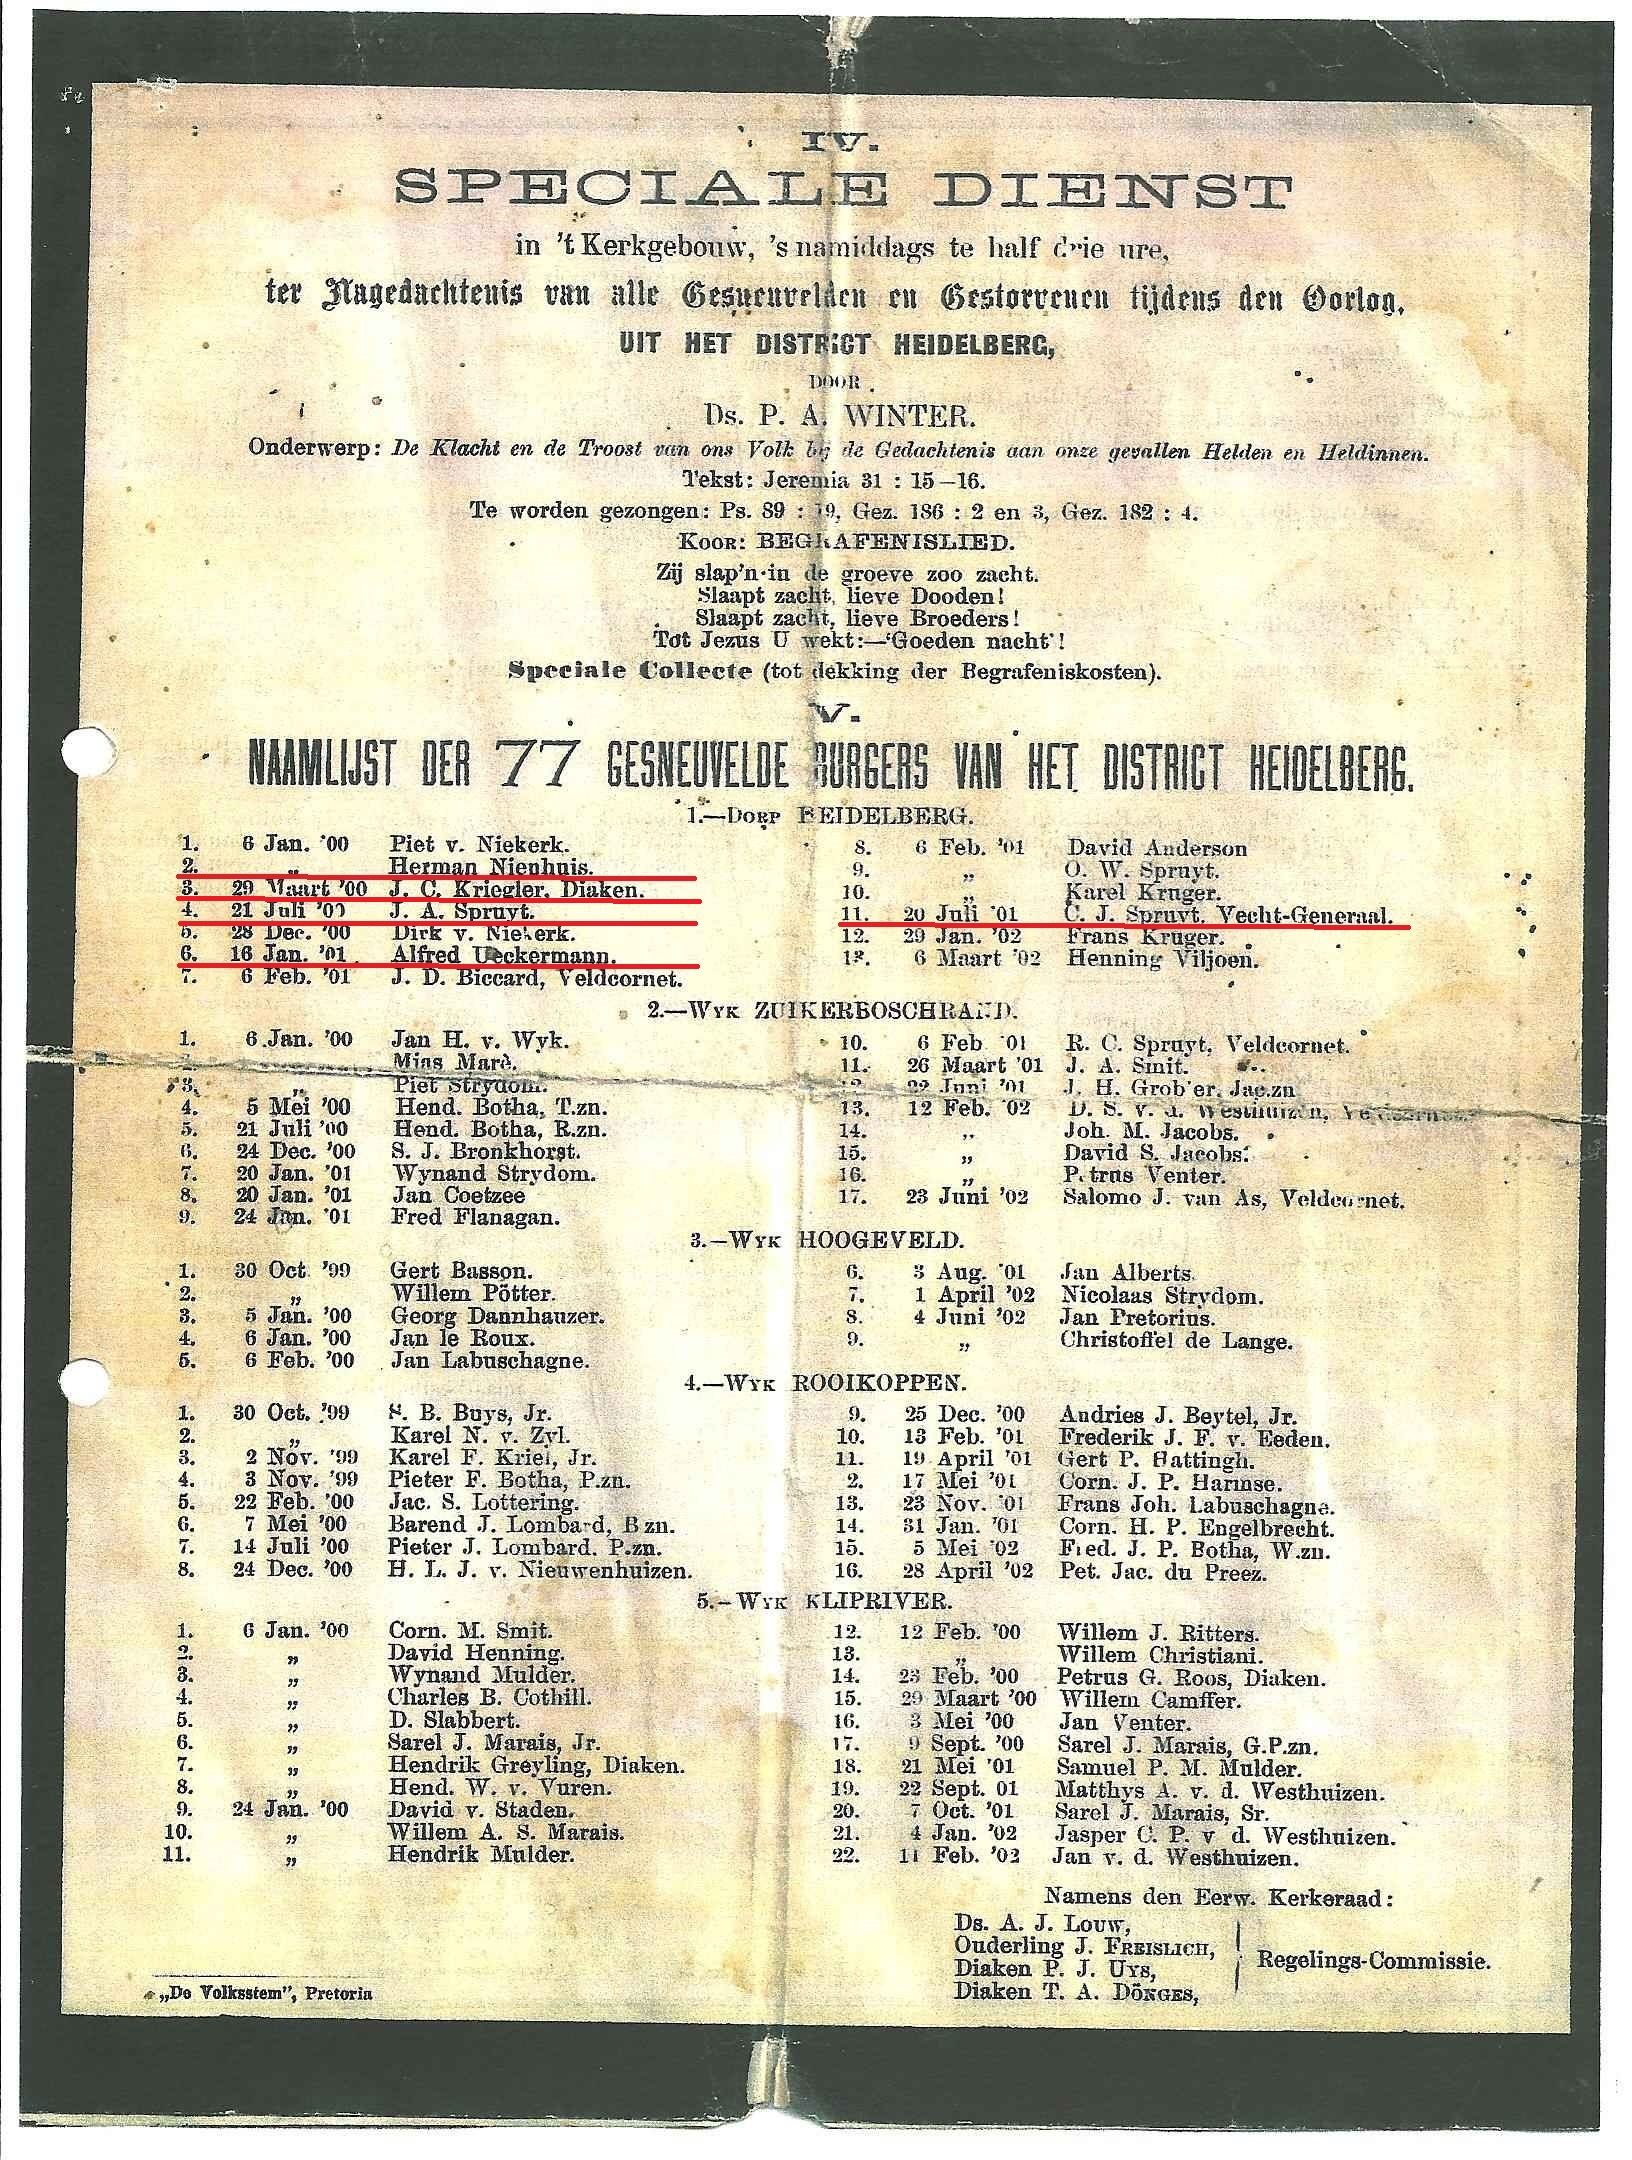 IV.
SPECIALE DIENST
in 't Kerkgebouw, 's namiddags te half drie ure,
ter Nagedachtenis van alle Gesneuvelden en Gestorvenen tijdens den Oorlog,
UIT HET DISTRICT HEIDELBERG,
DOOR
Ds. P. A. WINTER.
Onderwerp: De Klacht en de Troost van ons Volk bij de Gedachtenis aan onze gevallen Helden en Heldinnen.
Tekst: Jeremia 31 : 15—16.
Te worden gezongen: Ps. 89 : 19, Gez. 186 : 2 en 3, Gez. 182 : 4.
KOOR: BEGRAFENISLIED.
Zij slap'n in de groeve zoo zacht.
Slaapt zacht, lieve Dooden!
Slaapt zacht, lieve Broeders!
Tot Jezus U wekt:—'Goeden nacht'!
Speciale Collecte (tot dekking der Begrafeniskosten).
V.
NAAMLIJST DER 77 GESNEUVELDE BURGERS VAN HET DISTRICT HEIDELBERG.
1.—DORP HEIDELBERG.
1. 6 Jan. '00 Piet v. Niekerk.
2. „ Herman Nienhuis.
3. 29 Maart '00 J. C. Kriegler, Diaken.
4. 21 Juli '00 J. A. Spruyt.
5. 28 Dec. '00 Dirk v. Niekerk.
6. 16 Jan. '01 Alfred Ueckermann.
7. 6 Feb. '01 J. D. Biccard, Veldcornet.
8. 6 Feb. '01 David Anderson
9. „ O. W. Spruyt.
10. „ Karel Kruger.
11. 20 Juli '01 C. J. Spruyt, Vecht-Generaal.
12. 29 Jan. '02 Frans Kruger.
13. 6 Maart '02 Henning Viljoen.
2.—WYK ZUIKERBOSCHRAND.
1. 6 Jan. '00 Jan H. v. Wyk.
2. Mias Marè.
3. „ Piet Strydom.
4. 5 Mei '00 Hend. Botha, T.zn.
5. 21 Juli '00 Hend. Botha, R.zn.
6. 24 Dec. '00 S. J. Bronkhorst.
7. 20 Jan. '01 Wynand Strydom.
8. 20 Jan. '01 Jan Coetzee
9. 24 Jan. '01 Fred Flanagan.
10. 6 Feb '01 R. C. Spruyt, Veldcornet.
11. 26 Maart '01 J. A. Smit.
12. 22 Juni '01 J. H. Grobler, Jac.zn
13. 12 Feb. '02 D. S. v. d. Westhuizen, Veldcornet.
14. „ Joh. M. Jacobs.
15. „ David S. Jacobs.
16. „ Petrus Venter.
17. 23 Juni '02 Salomo J. van As, Veldcornet.
3.—WYK HOOGEVELD.
1. 30 Oct. '99 Gert Basson.
2. „ Willem Pötter.
3. 5 Jan. '00 Georg Dannhauzer.
4. 6 Jan. '00 Jan le Roux.
5. 6 Feb. '00 Jan Labuschagne.
6. 3 Aug. '01 Jan Alberts.
7. 1 April '02 Nicolaas Strydom.
8. 4 Juni '02 Jan Pretorius.
9. „ Christoffel de Lange.
4.—WYK ROOIKOPPEN.
1. 30 Oct. '99 S. B. Buys, Jr.
2. „ Karel N. v. Zyl.
3. 2 Nov. '99 Karel F. Kriel, Jr.
4. 3 Nov. '99 Pieter F. Botha, P.zn.
5. 22 Feb. '00 Jac. S. Lottering.
6. 7 Mei '00 Barend J. Lombard, B.zn.
7. 14 Juli '00 Pieter J. Lombard. P.zn.
8. 24 Dec. '00 H. L. J. v. Nieuwenhuizen.
9. 25 Dec. '00 Andries J. Beytel, Jr.
10. 13 Feb. '01 Frederik J. F. v. Eeden.
11. 19 April '01 Gert P. Hattingh.
2. 17 Mei '01 Corn. J. P. Harmse.
13. 23 Nov. '01 Frans Joh. Labuschagne.
14. 31 Jan. '01 Corn. H. P. Engelbrecht.
15. 5 Mei '02 Fred. J. P. Botha, W.zn.
16. 28 April '02 Pet. Jac. du Preez.
5.—WYK KLIPRIVER.
1. 6 Jan. '00 Corn. M. Smit.
2. „ David Henning.
3. „ Wynand Mulder.
4. „ Charles B. Cothill.
5. „ D. Slabbert.
6. „ Sarel J. Marais, Jr.
7. „ Hendrik Greyling, Diaken.
8. „ Hend. W. v. Vuren.
9. 24 Jan. '00 David v. Staden.
10. „ Willem A. S. Marais.
11. „ Hendrik Mulder.
12. 12 Feb. '00 Willem J. Ritters.
13. „ Willem Christiani.
14. 23 Feb. '00 Petrus G. Roos, Diaken.
15. 29 Maart '00 Willem Camffer.
16. 3 Mei '00 Jan Venter.
17. 9 Sept. '00 Sarel J. Marais, G.P.zn.
18. 21 Mei '01 Samuel P. M. Mulder.
19. 22 Sept. 01 Matthys A. v. d. Westhuizen.
20. 7 Oct. '01 Sarel J. Marais, Sr.
21. 4 Jan. '02 Jasper C. P. v d. Westhuizen.
22. 11 Feb. '02 Jan v. d. Westhuizen.
Namens den Eerw. Kerkeraad:
Ds. A. J. LOUW,
Ouderling J. FREISLICH,
Diaken P. J. UYS,
Diaken T. A. DÖNGES,
Regelings-Commissie.
„De Volksstem", Pretoria